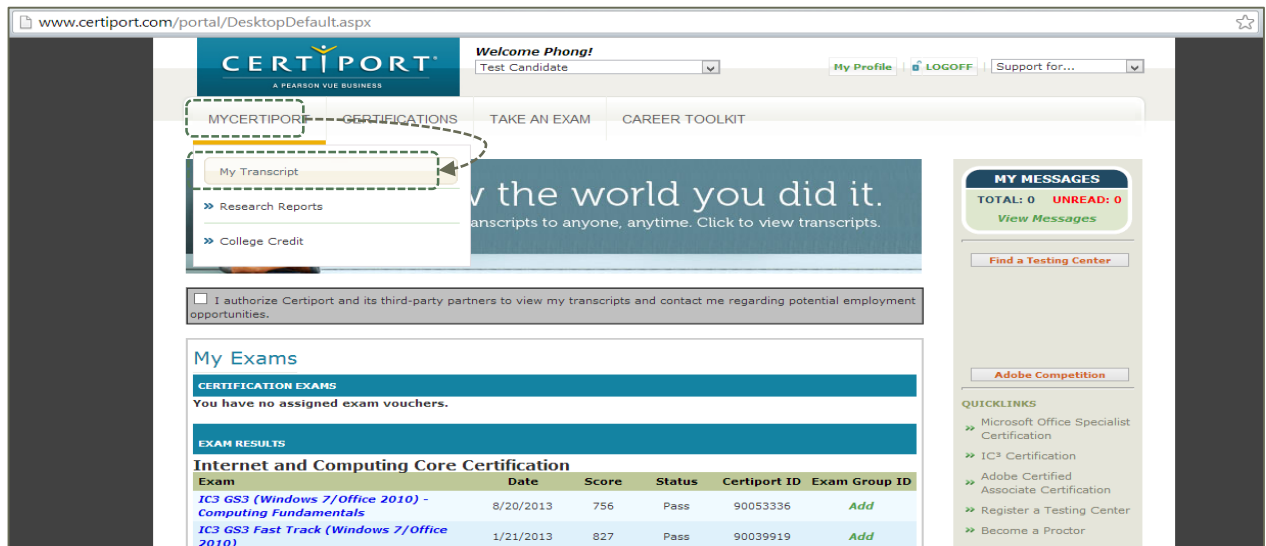 www.certiport.com/portal/DesktopDefault.aspx
CERTIPORT
A PEARSON VUE BUSINESS
Welcome Phong!
Test Candidate
My Profile
LOGOFF
Support for...
MYCERTIPORT
CERTIFICATIONS
TAKE AN EXAM
CAREER TOOLKIT
My Transcript
» Research Reports
» College Credit
the world you did it.
anscripts to anyone, anytime. Click to view transcripts.
I authorize Certiport and its third-party partners to view my transcripts and contact me regarding potential employment
opportunities.
My Exams
CERTIFICATION EXAMS
You have no assigned exam vouchers.
EXAM RESULTS
Internet and Computing Core Certification
Exam Date Score Status Certiport ID Exam Group ID
IC3 GS3 (Windows 7/Office 2010) -
Computing Fundamentals
8/20/2013 756 Pass 90053336 Add
IC3 GS3 Fast Track (Windows 7/Office
2010)
1/21/2013 827 Pass 90039919 Add
MY MESSAGES
TOTAL: 0 UNREAD: 0
View Messages
Find a Testing Center
Adobe Competition
QUICKLINKS
» Microsoft Office Specialist
Certification
» IC³ Certification
» Adobe Certified
Associate Certification
» Register a Testing Center
» Become a Proctor